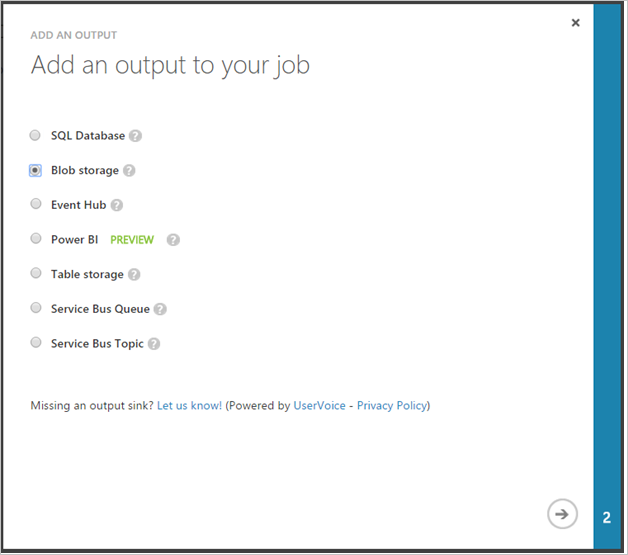 ADD AN OUTPUT
Add an output to your job
SQL Database ?
Blob storage ?
Event Hub ?
Power BI PREVIEW ?
Table storage ?
Service Bus Queue ?
Service Bus Topic ?
Missing an output sink? Let us know! (Powered by UserVoice - Privacy Policy)
2